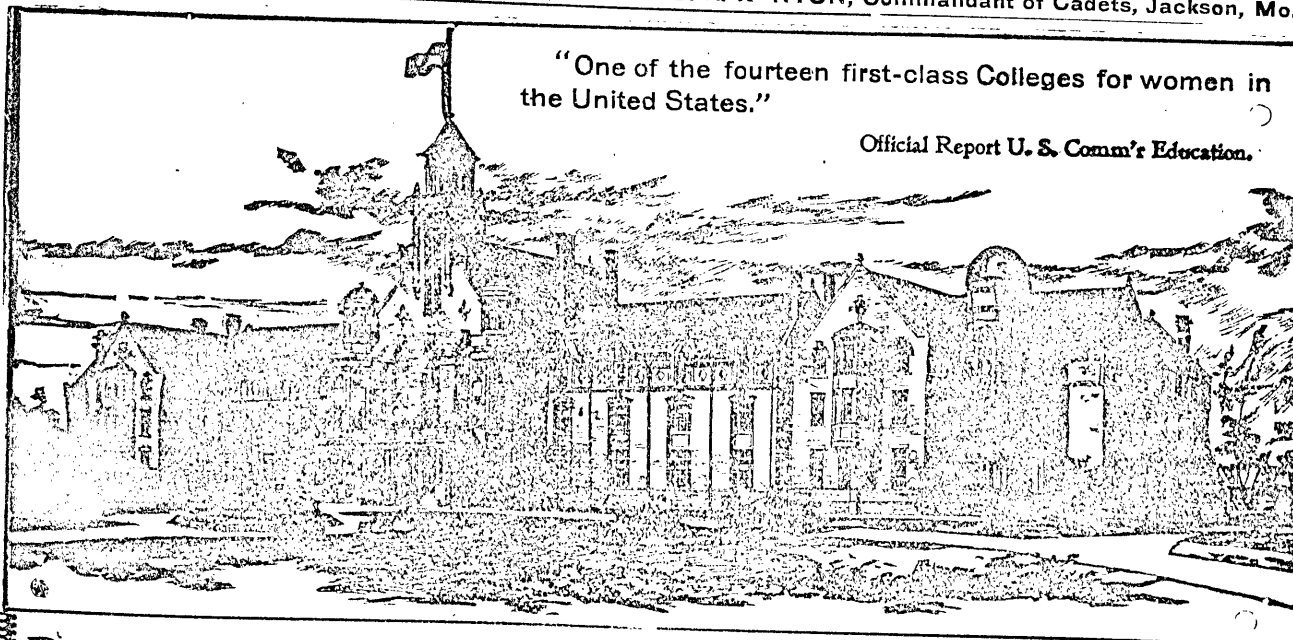 Commandant of Cadets, Jackson, Mo.
"One of the fourteen first-class Colleges for women in
the United States."
Official Report U. S. Comm'r Education.